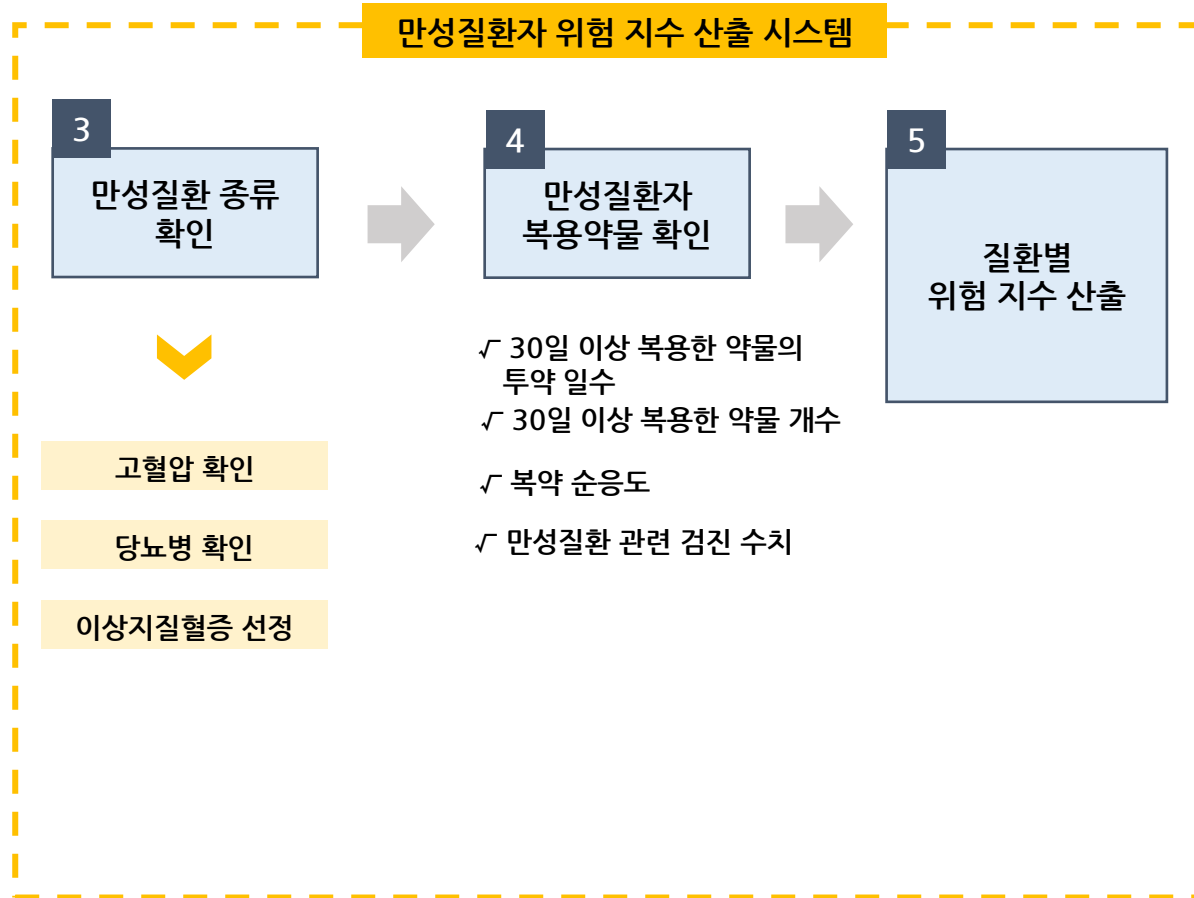 만성질환자 위험 지수 산출 시스템
3
만성질환 종류
확인
고혈압 확인
당뇨병 확인
이상지질혈증 선정
4
만성질환자
복용약물 확인
√ 30일 이상 복용한 약물의
투약 일수
√ 30일 이상 복용한 약물 개수
√ 복약 순응도
√ 만성질환 관련 검진 수치
5
질환별
위험 지수 산출